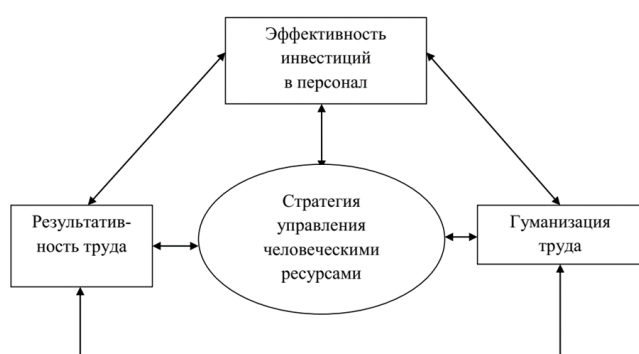 Эффективность
инвестиций
в персонал
Стратегия
управления
человеческими
ресурсами
Результатив-
ность труда
Гуманизация
труда